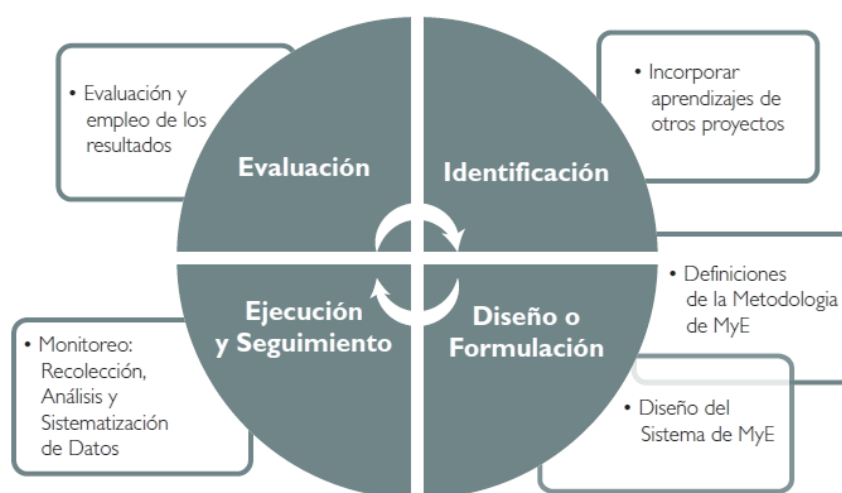 • Evaluación y
empleo de los
resultados
Evaluación
Identificación
• Incorporar
aprendizajes de
otros proyectos
Ejecución
y Seguimiento
Diseño o
Formulación
• Definiciones
de la Metodologia
de MyE
• Monitoreo:
Recolección,
Análisis y
Sistematización
de Datos
• Diseño del
Sistema de MyE